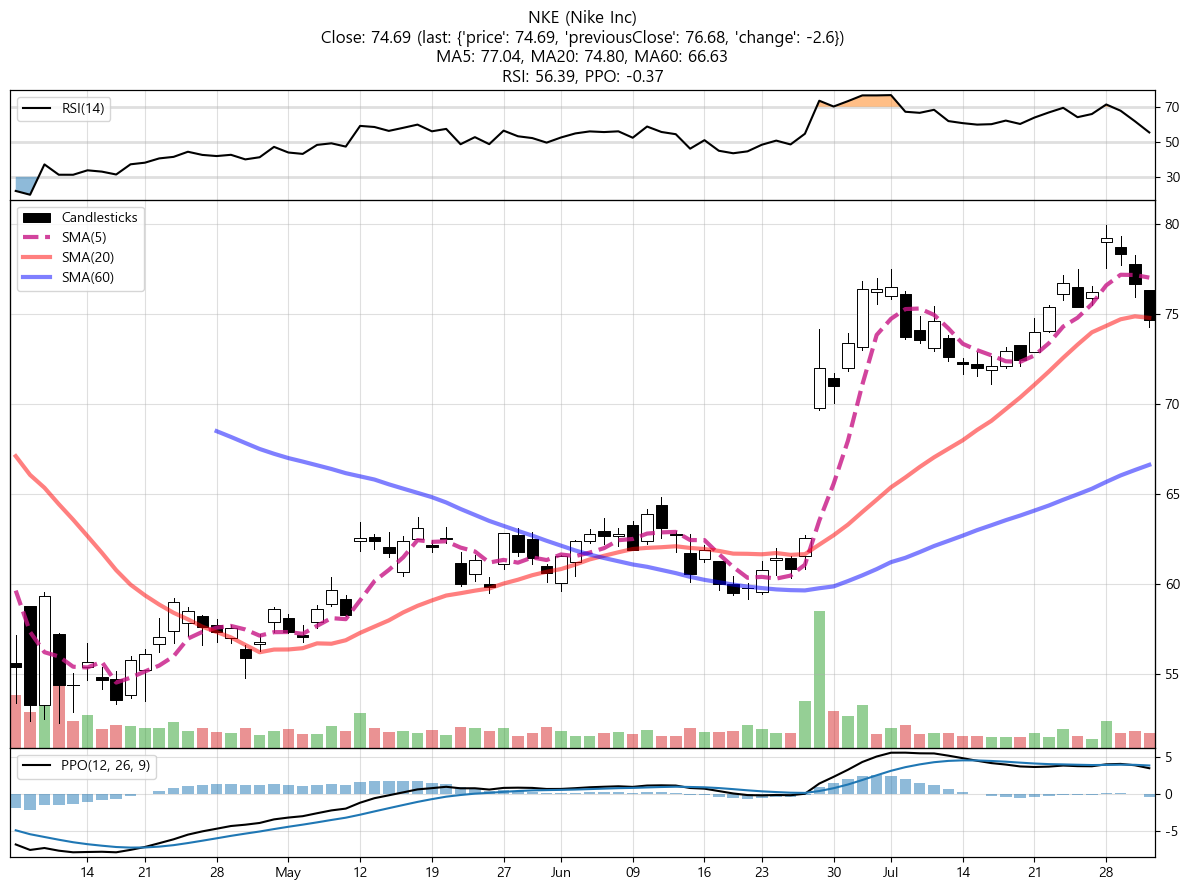 NKE (Nike Inc)
Close: 74.69 (last: {'price': 74.69, 'previousClose': 76.68, 'change': -2.6})
MA5: 77.04, MA20: 74.80, MA60: 66.63
RSI: 56.39, PPO: -0.37
RSI(14)
70
50
30
Candlesticks
SMA(5)
SMA(20)
SMA(60)
80
75
70
65
60
55
PPO(12, 26, 9)
5
0
-5
14 21 28 May 12 19 27 Jun 09 16 23 30 Jul 14 21 28